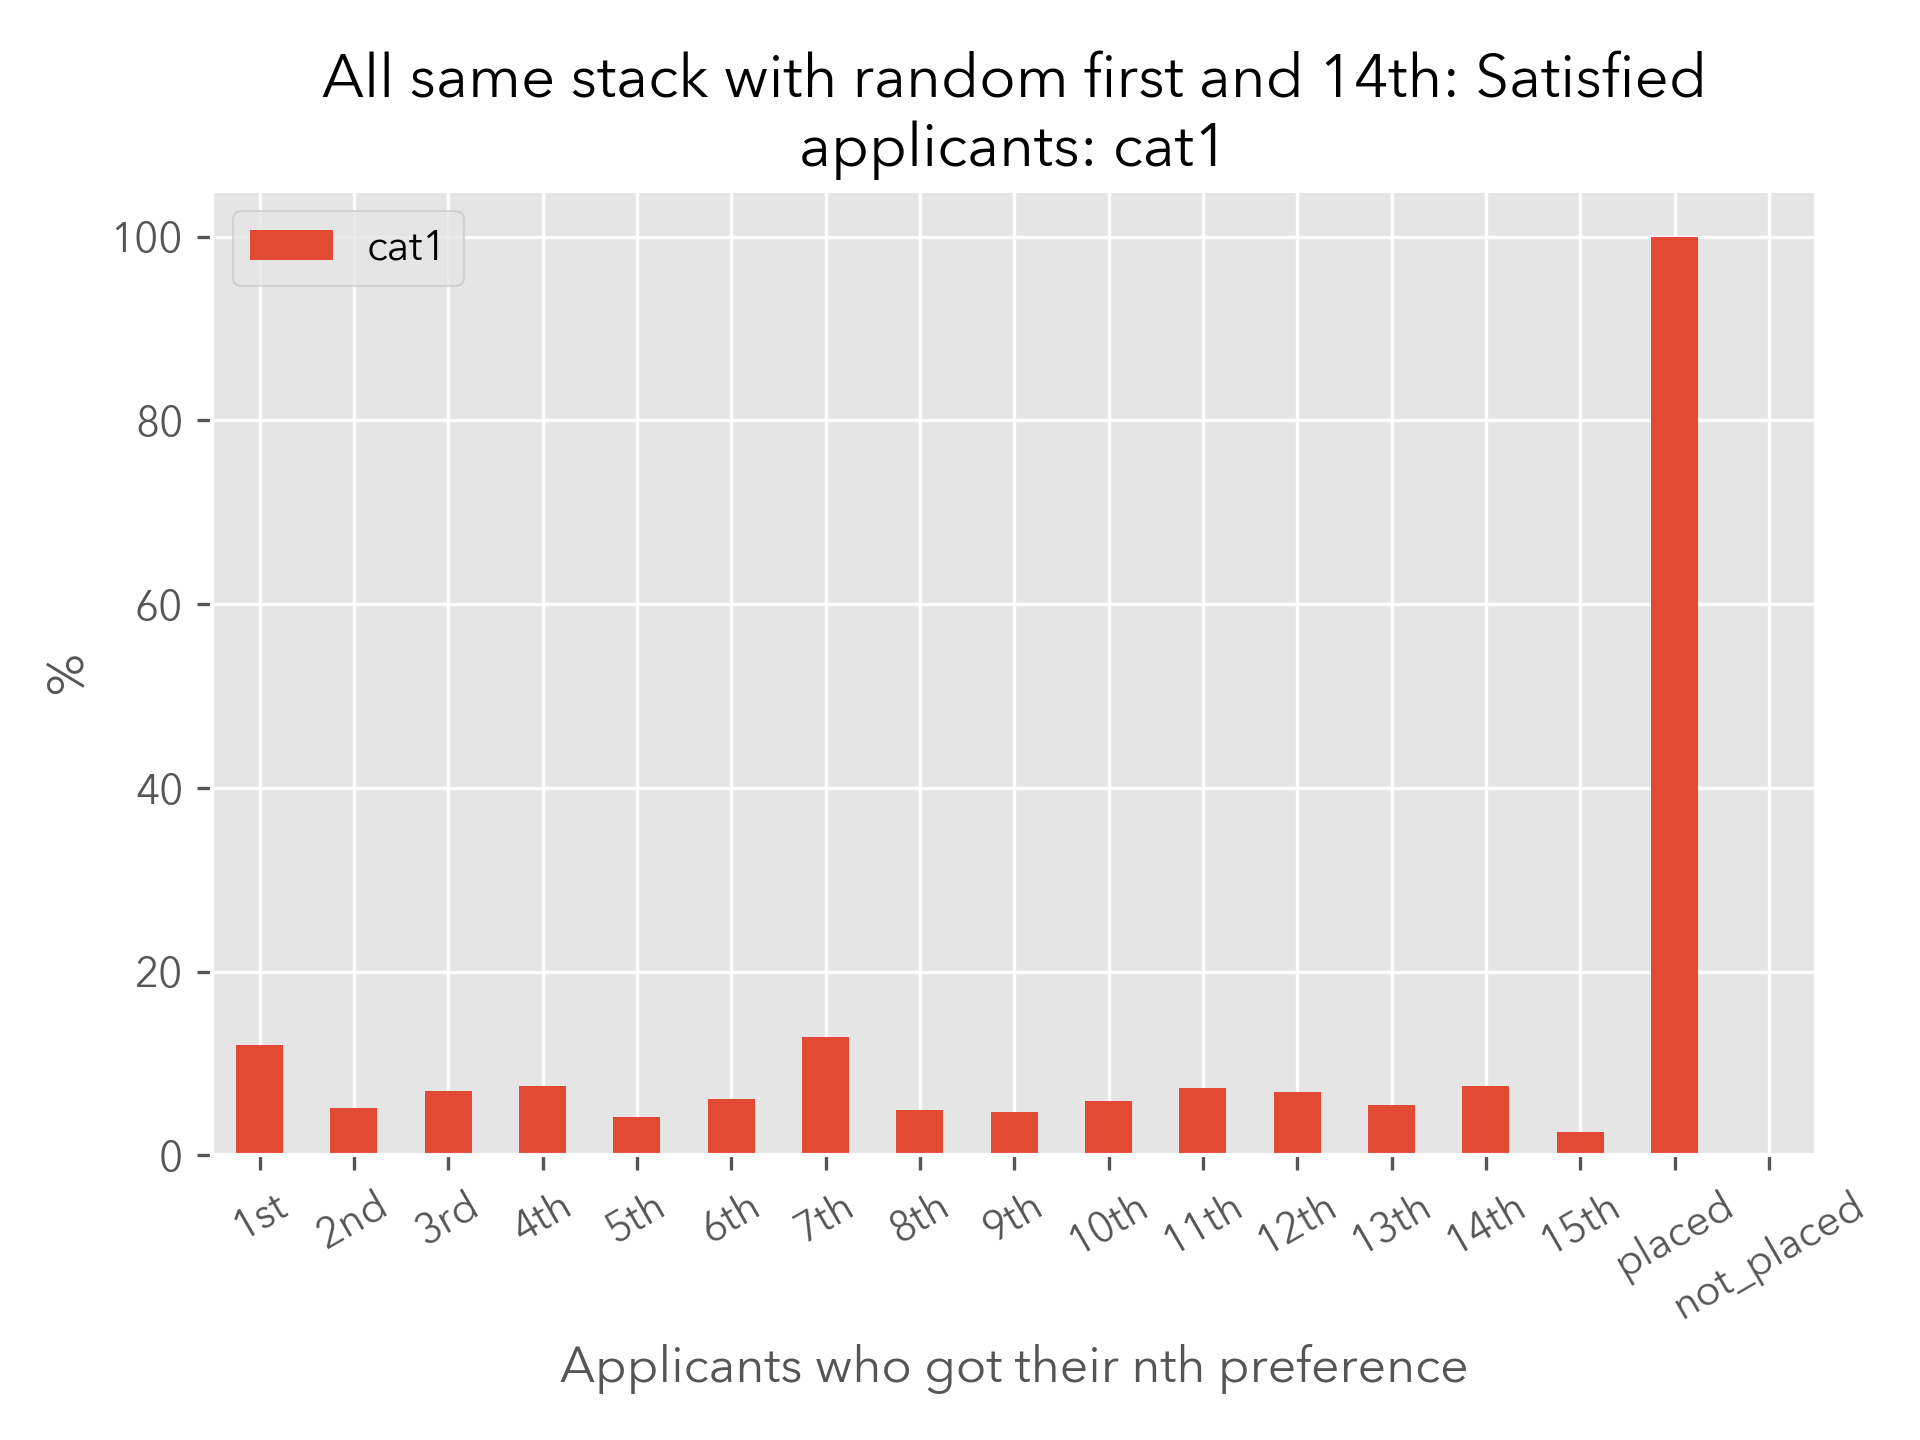 All same stack with random first and 14th: Satisfied
applicants: cat1
cat1
100
80
60
40
20
0
%
1st
2nd
3rd
4th
5th
6th
7th
8th
9th
10th
11th
12th
13th
14th
15th
placed
not_placed
Applicants who got their nth preference